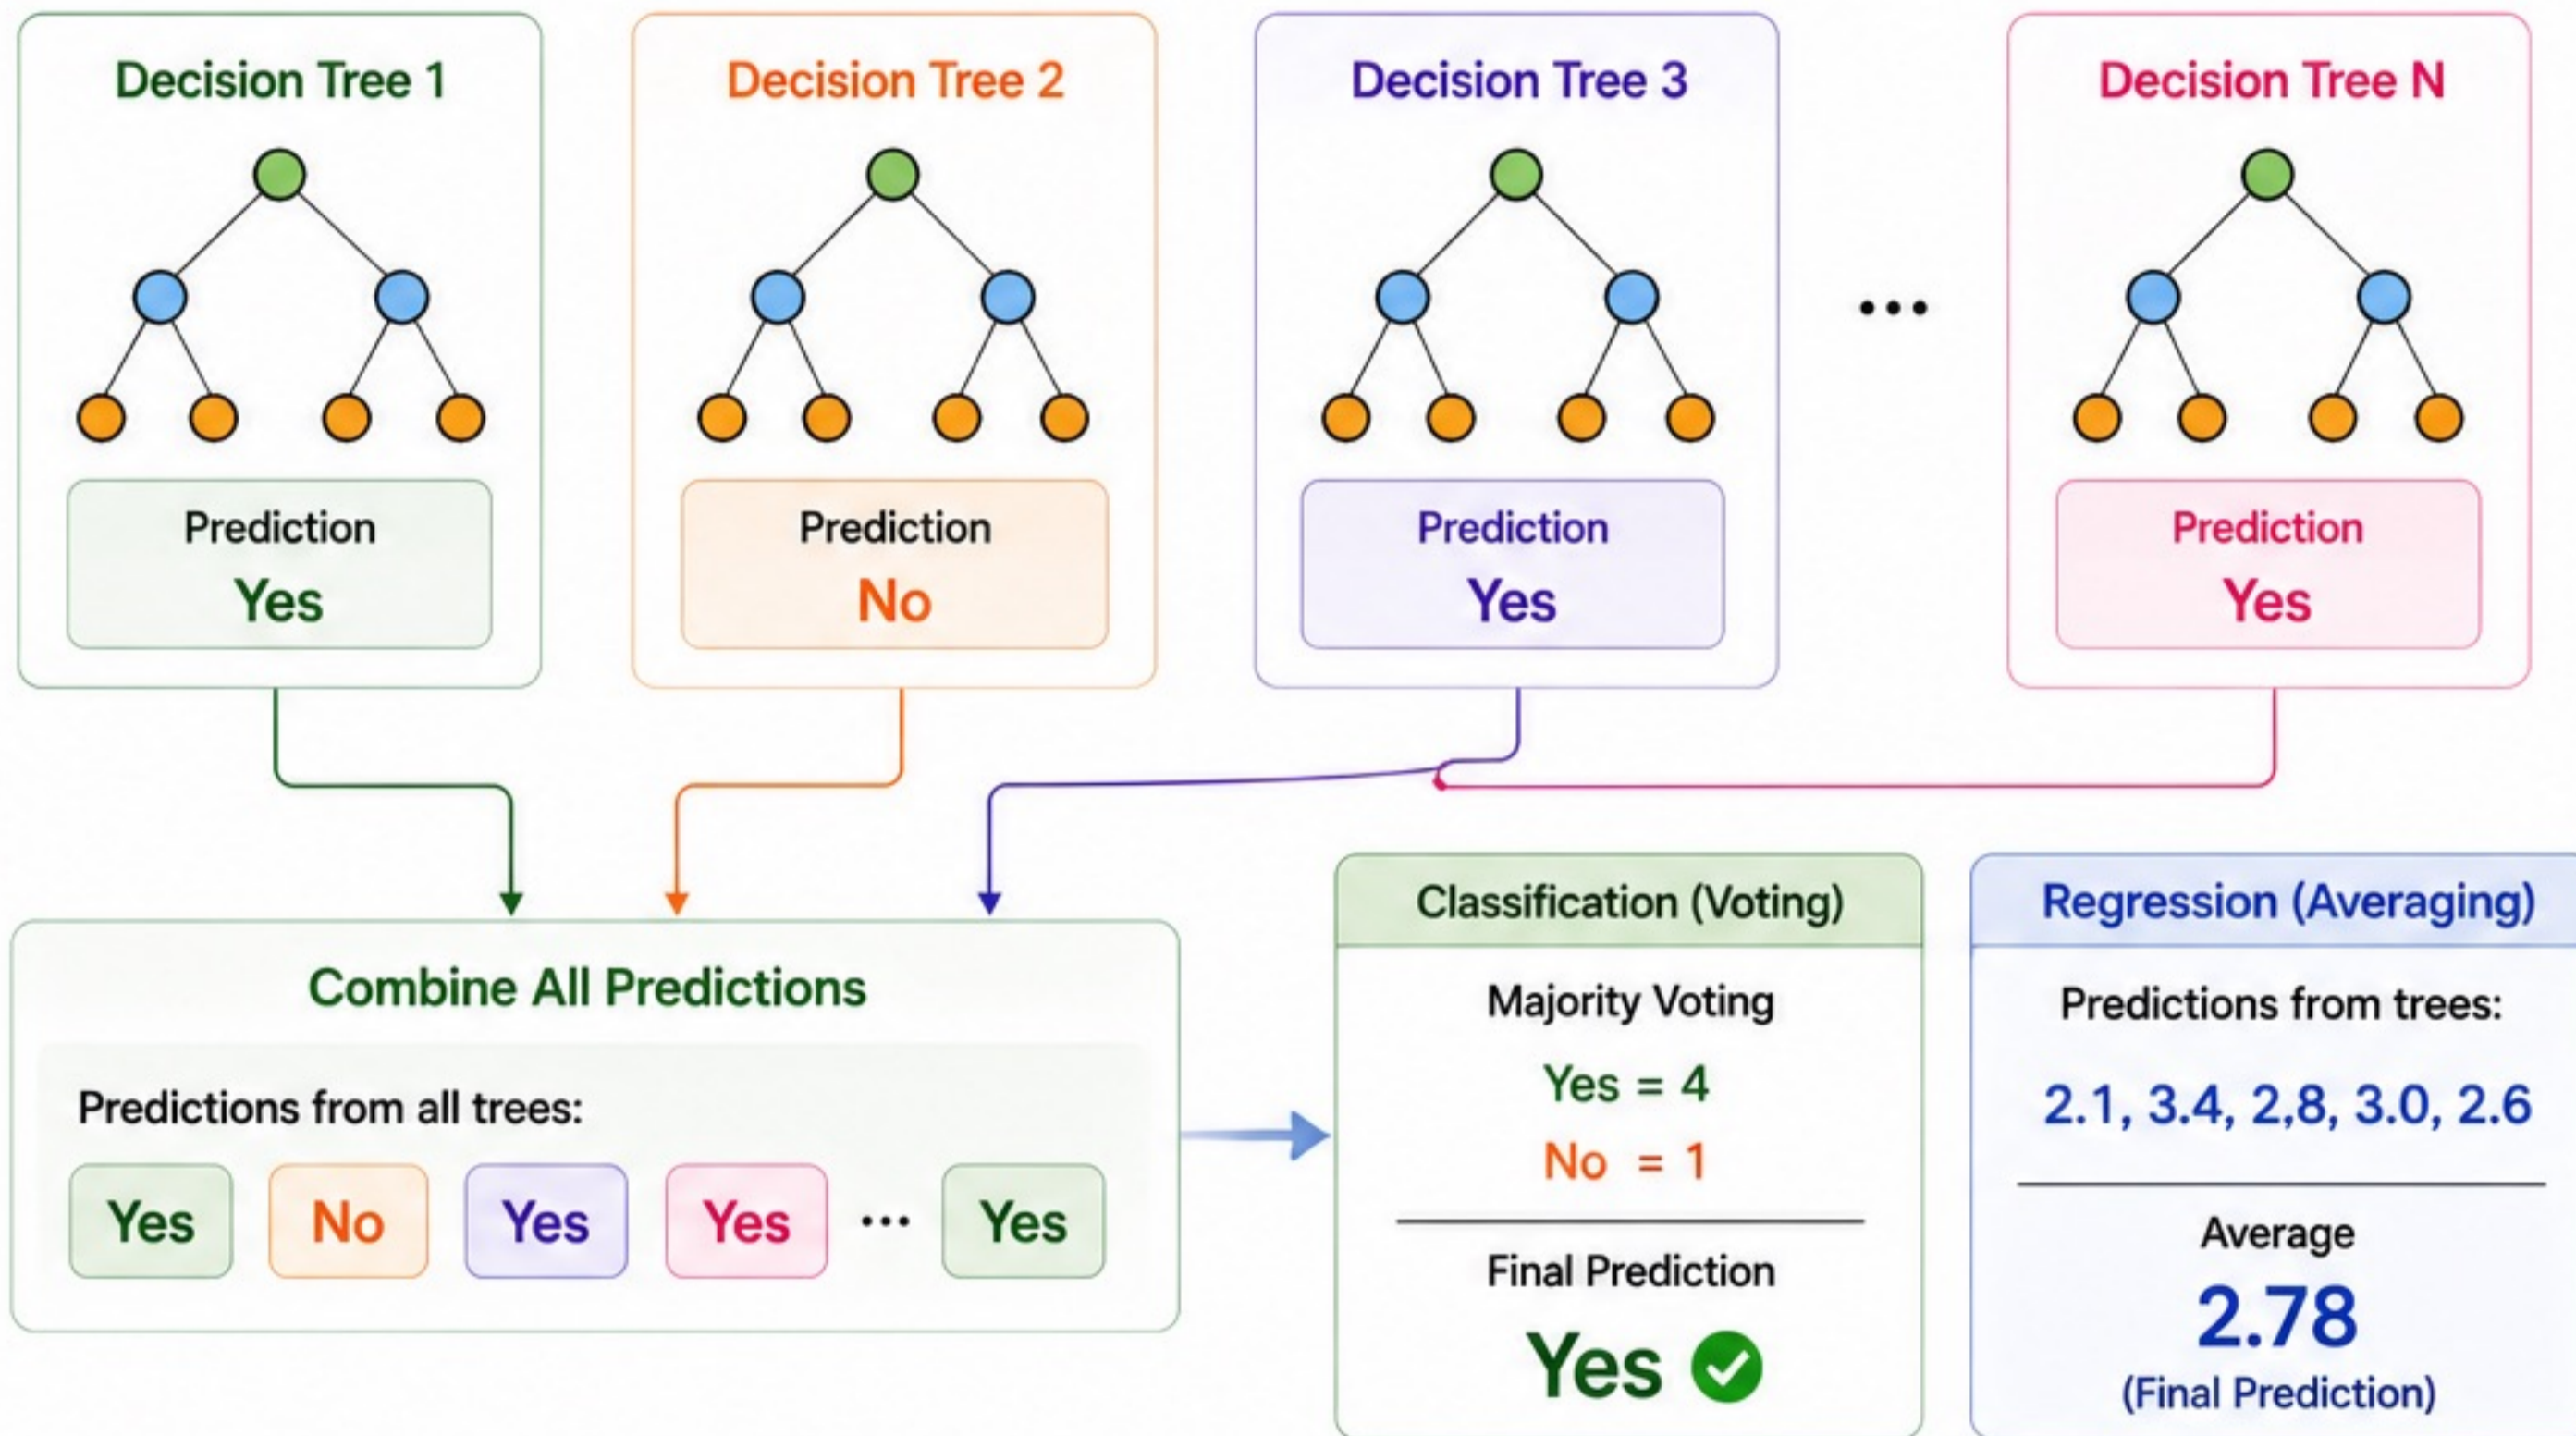 Decision Tree 1
Prediction
Yes
Decision Tree 2
Prediction
No
Decision Tree 3
Prediction
Yes
...
Decision Tree N
Prediction
Yes
Combine All Predictions
Predictions from all trees:
Yes No Yes Yes ... Yes
Classification (Voting)
Majority Voting
Yes = 4
No = 1
Final Prediction
Yes
Regression (Averaging)
Predictions from trees:
2.1, 3.4, 2,8, 3.0, 2.6
Average
2.78
(Final Prediction)